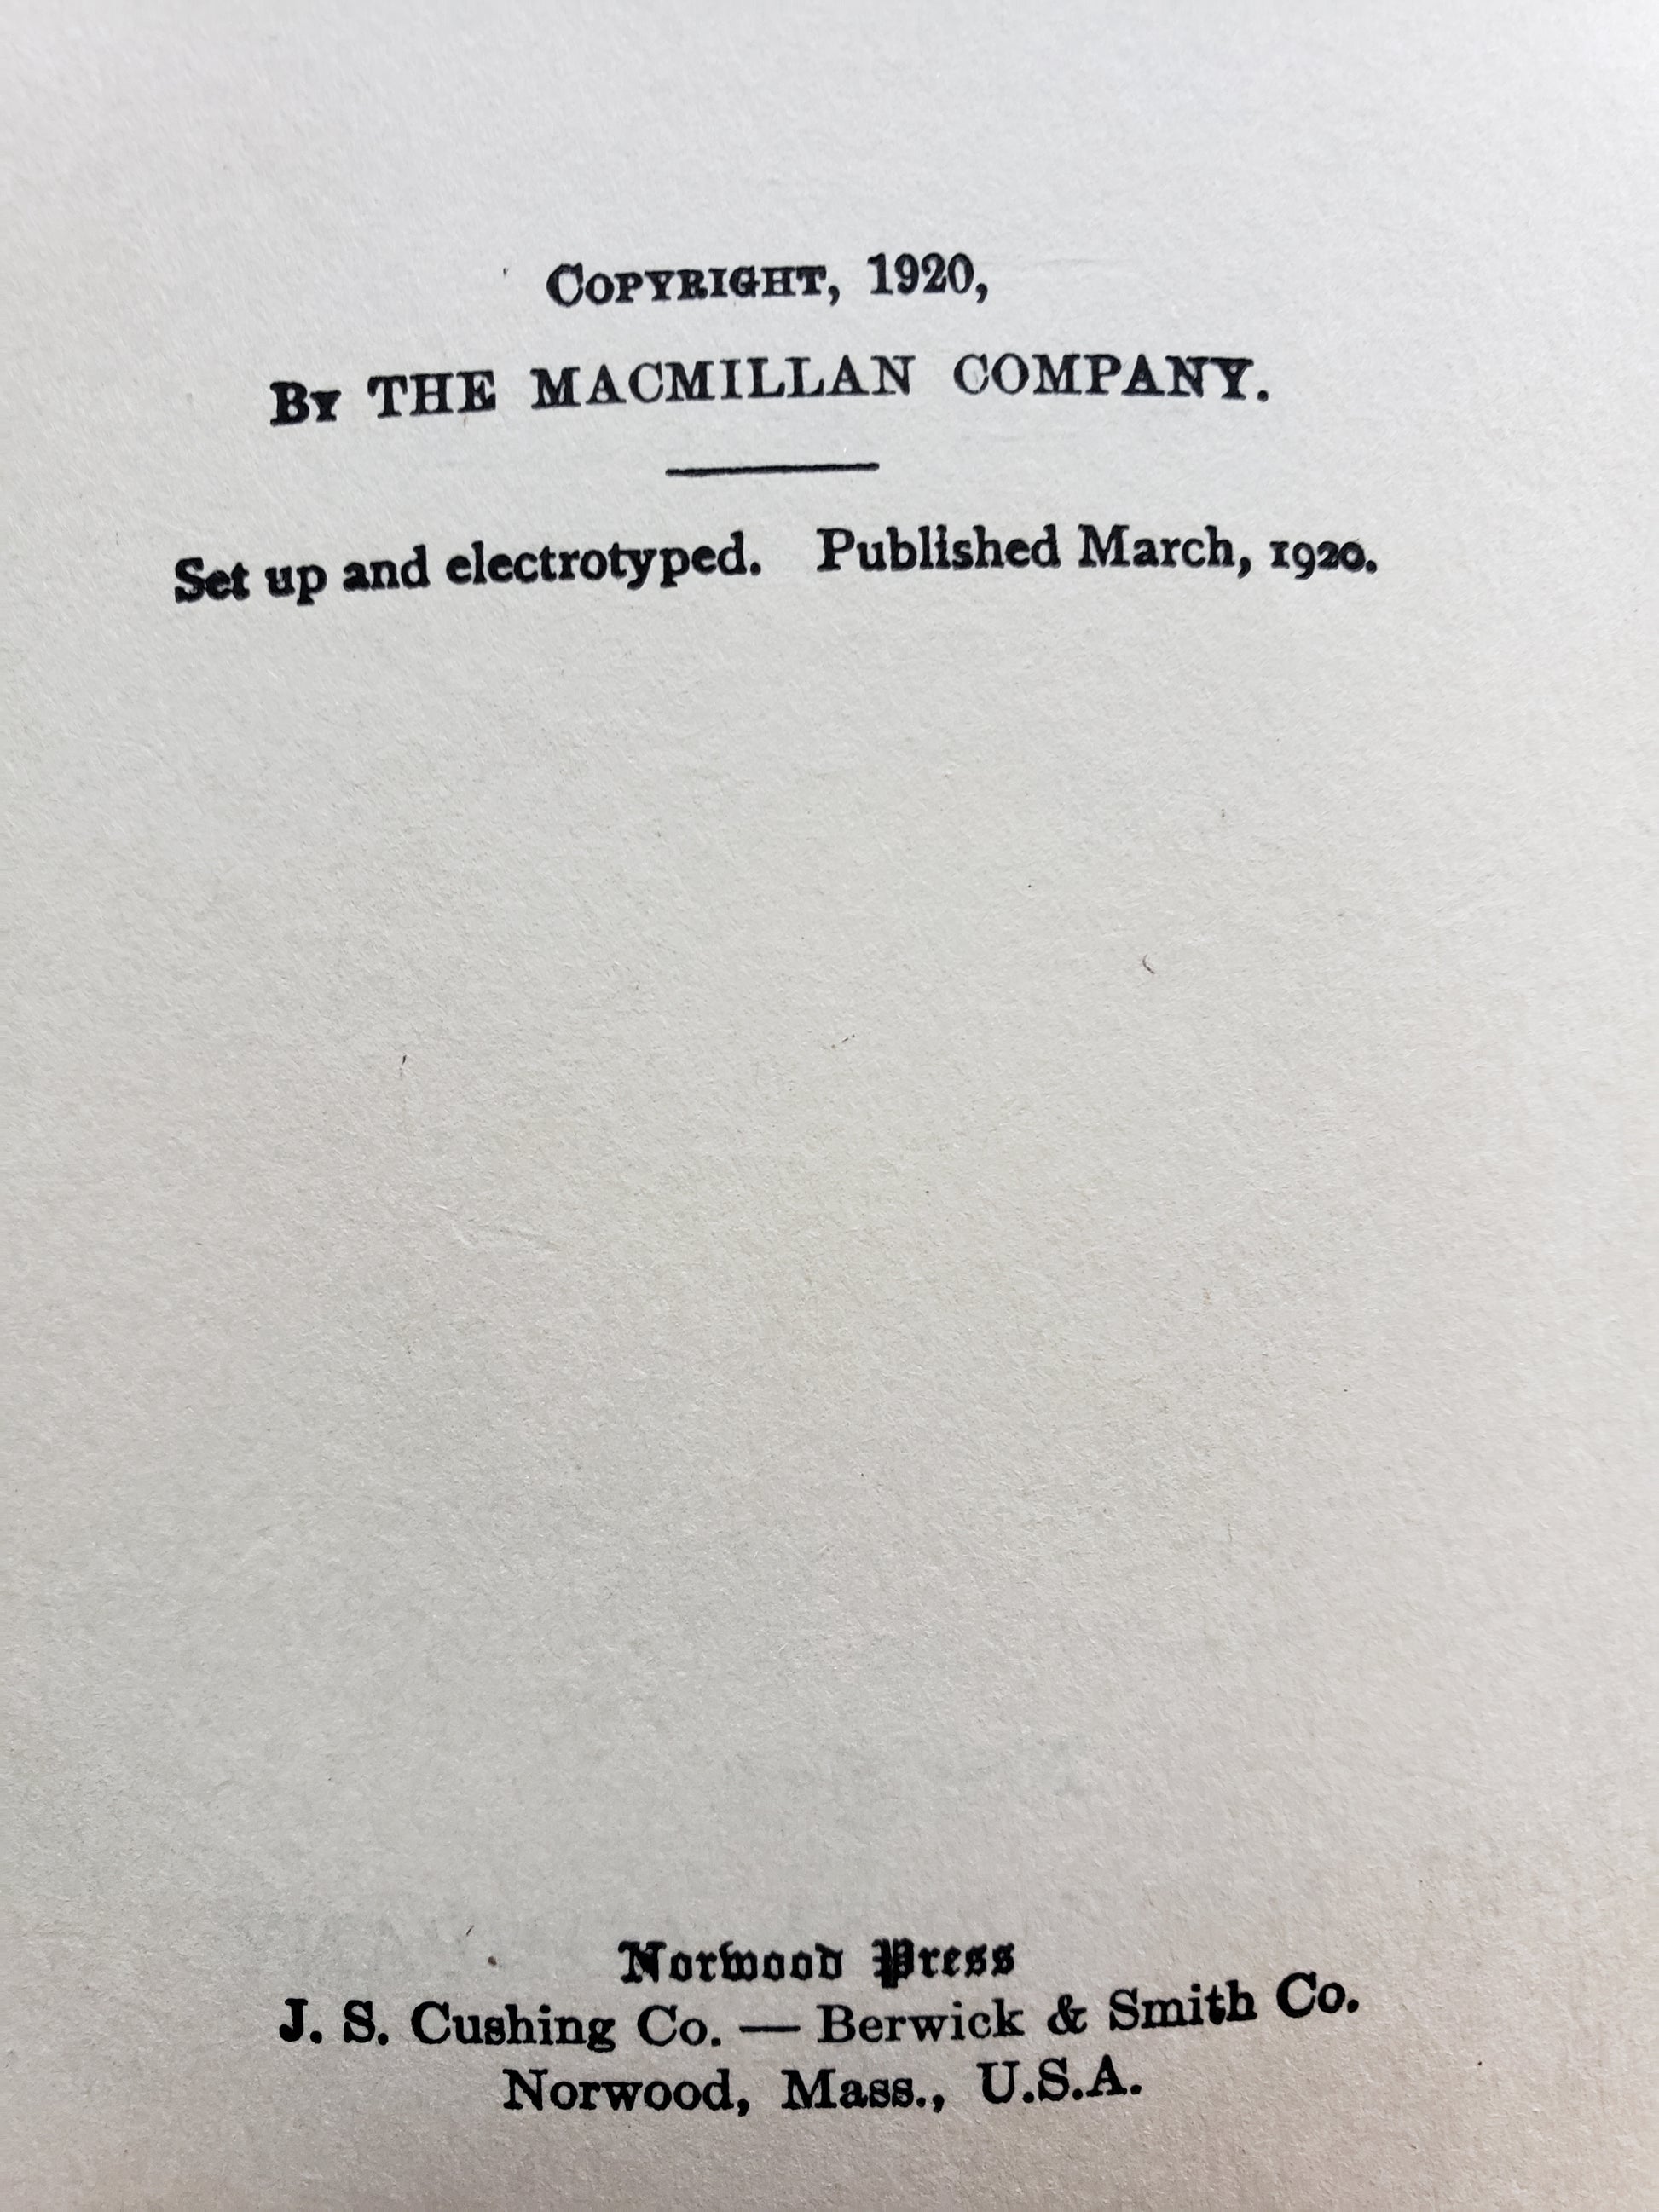 Copyright, 1920,
By THE MACMILLAN COMPANY.
Set up and electrotyped. Published March, 1920.
Norwood Press
J. S. Cushing Co. — Berwick & Smith Co.
Norwood, Mass., U.S.A.